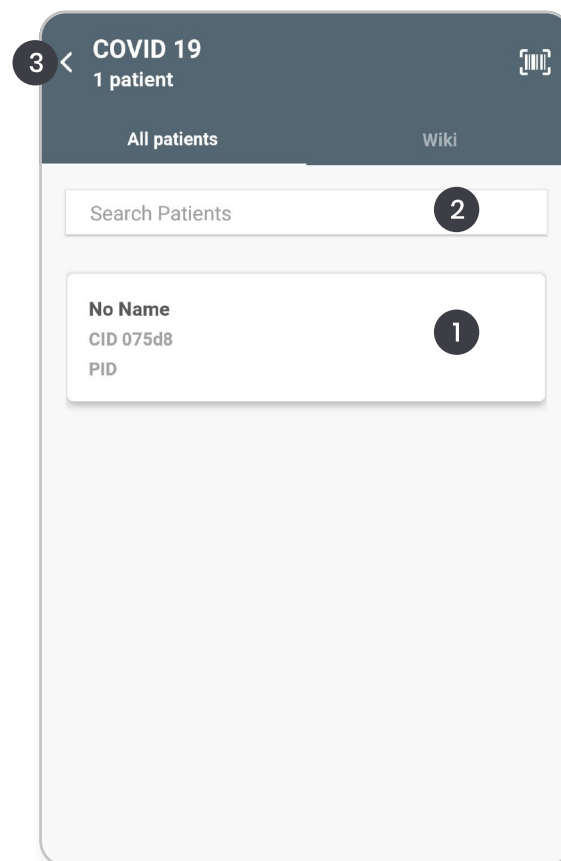 3
COVID 19
1 patient
All patients
Wiki
Search Patients
2
No Name
CID 075d8
PID
1